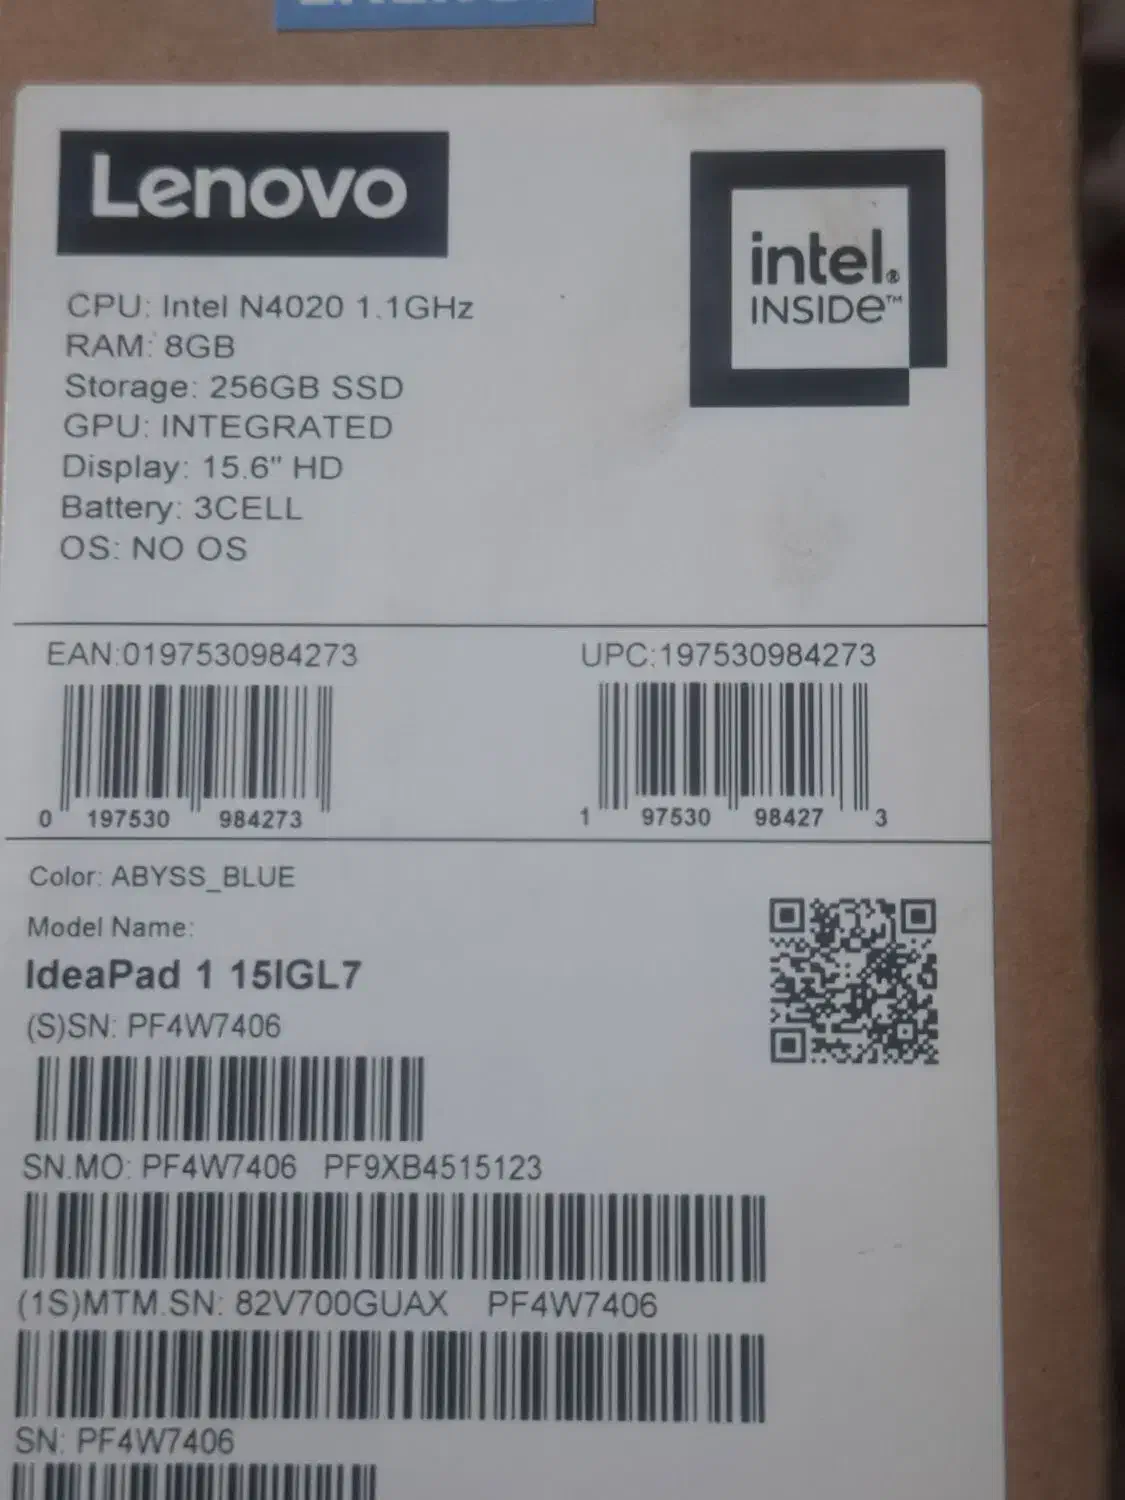 Lenovo
intel®
INSIDE™
CPU: Intel N4020 1.1GHz
RAM: 8GB
Storage: 256GB SSD
GPU: INTEGRATED
Display: 15.6" HD
Battery: 3CELL
OS: NO OS
EAN:0197530984273
UPC:197530984273
0 197530 984273
1 97530 98427 3
Color: ABYSS_BLUE
Model Name:
IdeaPad 1 15IGL7
(S)SN: PF4W7406
SN.MO: PF4W7406 PF9XB4515123
(1S)MTM.SN: 82V700GUAX PF4W7406
SN: PF4W7406